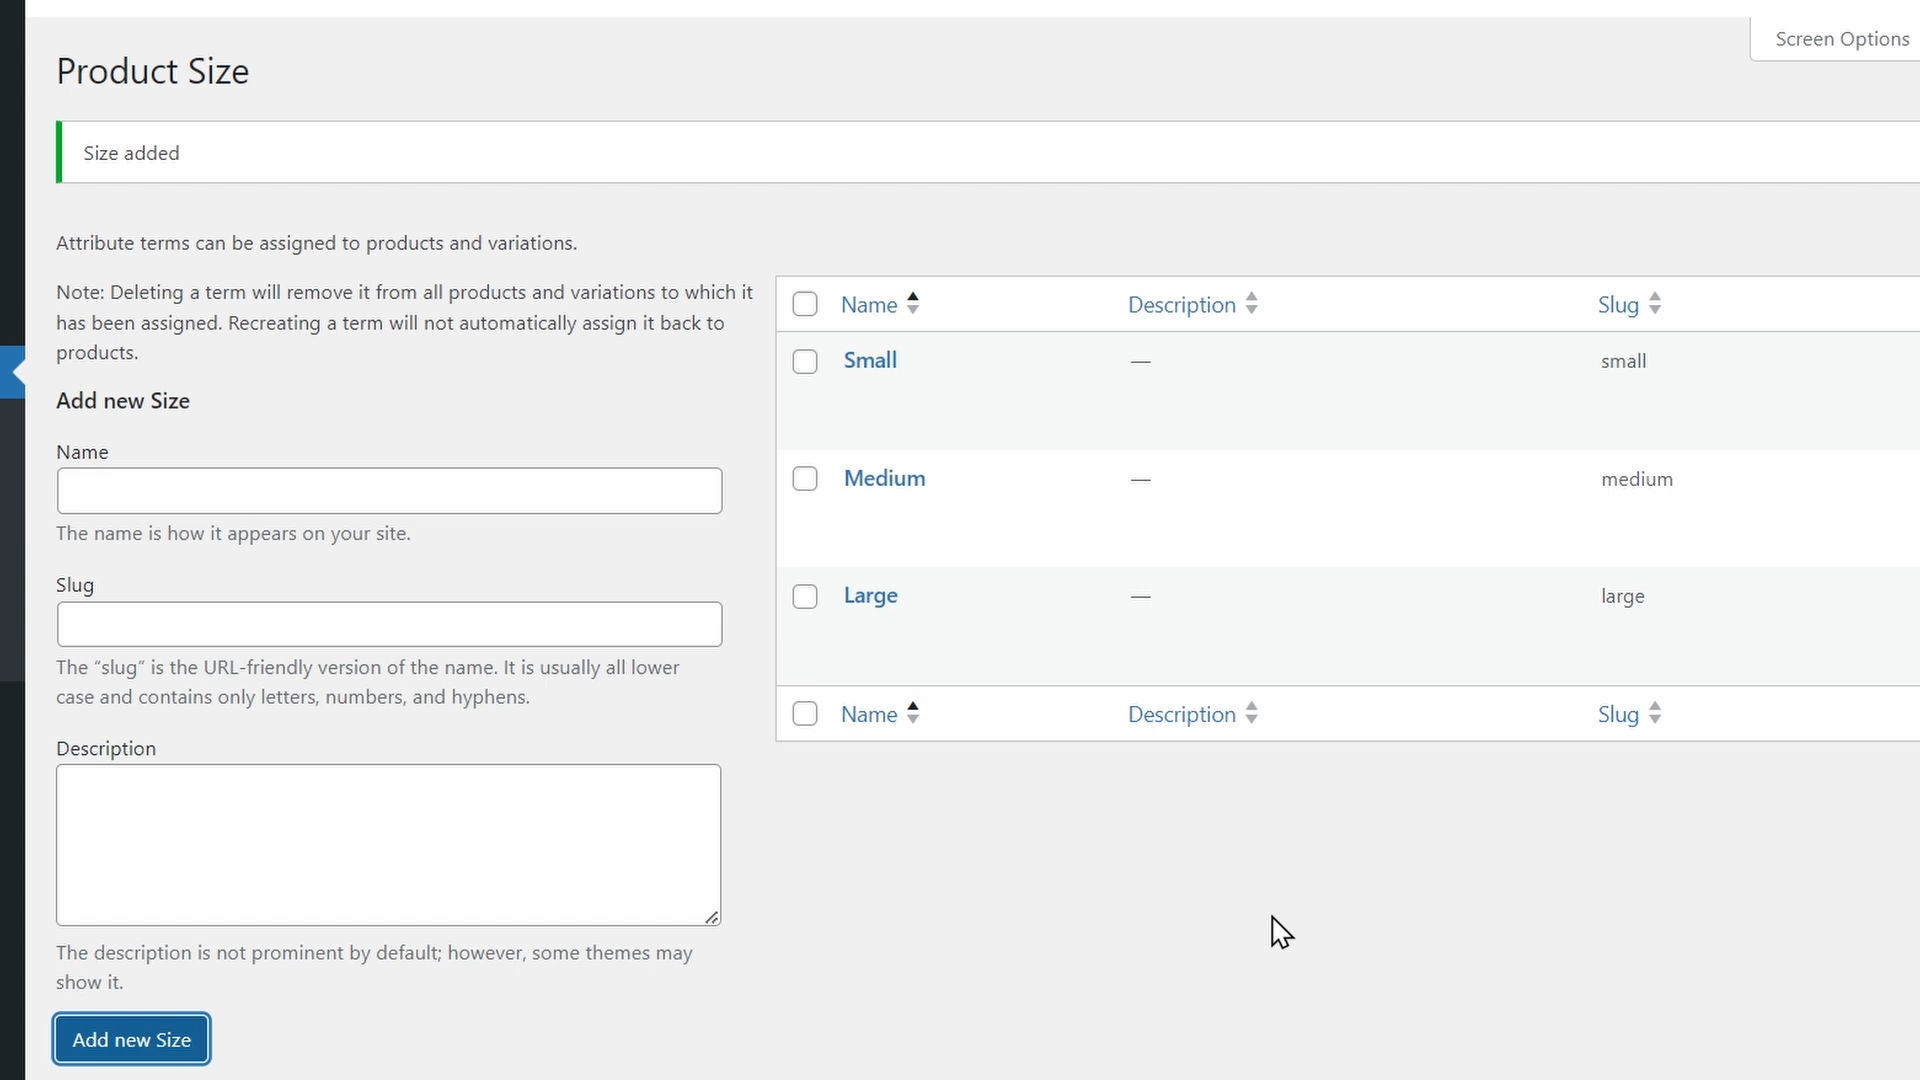 Screen Options
Product Size
Size added
Attribute terms can be assigned to products and variations.
Note: Deleting a term will remove it from all products and variations to which it
has been assigned. Recreating a term will not automatically assign it back to
products.
Add new Size
Name
The name is how it appears on your site.
Slug
The “slug” is the URL-friendly version of the name. It is usually all lower
case and contains only letters, numbers, and hyphens.
Description
The description is not prominent by default; however, some themes may
show it.
Add new Size
Name Description Slug
Small — small
Medium — medium
Large — large
Name Description Slug